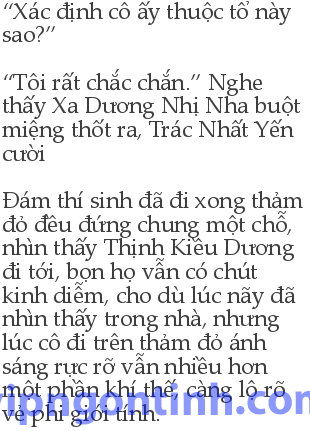 “Xác định cô ấy thuộc tổ này
sao?”
“Tôi rất chắc chắn.” Nghe
thấy Xa Dương Nhị Nha buột
miệng thốt ra, Trác Nhất Yến
cười
Đám thí sinh đã đi xong thảm
đỏ đều đứng chung một chỗ,
nhìn thấy Thịnh Kiều Dương
đi tới, bọn họ vẫn có chút
kinh diễm, cho dù lúc nãy đã
nhìn thấy trong nhà, nhưng
lúc cô đi trên thảm đỏ ánh
sáng rực rỡ vẫn nhiều hơn
một phần khí thế, càng lộ rõ
vẻ phi giới tính.
vipngontinh.com